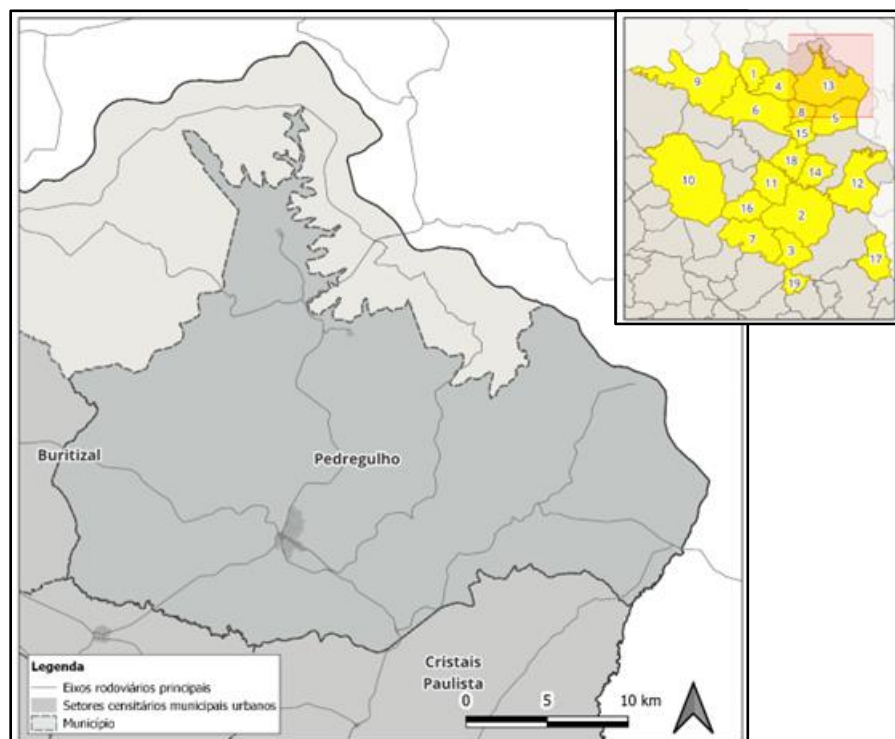 9
1
4
13
6
8
5
15
10
18
14
12
11
16
2
7
3
17
19
Buritizal
Pedregulho
Cristais
Paulista
Legenda
Eixos rodoviários principais
Setores censitários municipais urbanos
Município
0 5 10 km